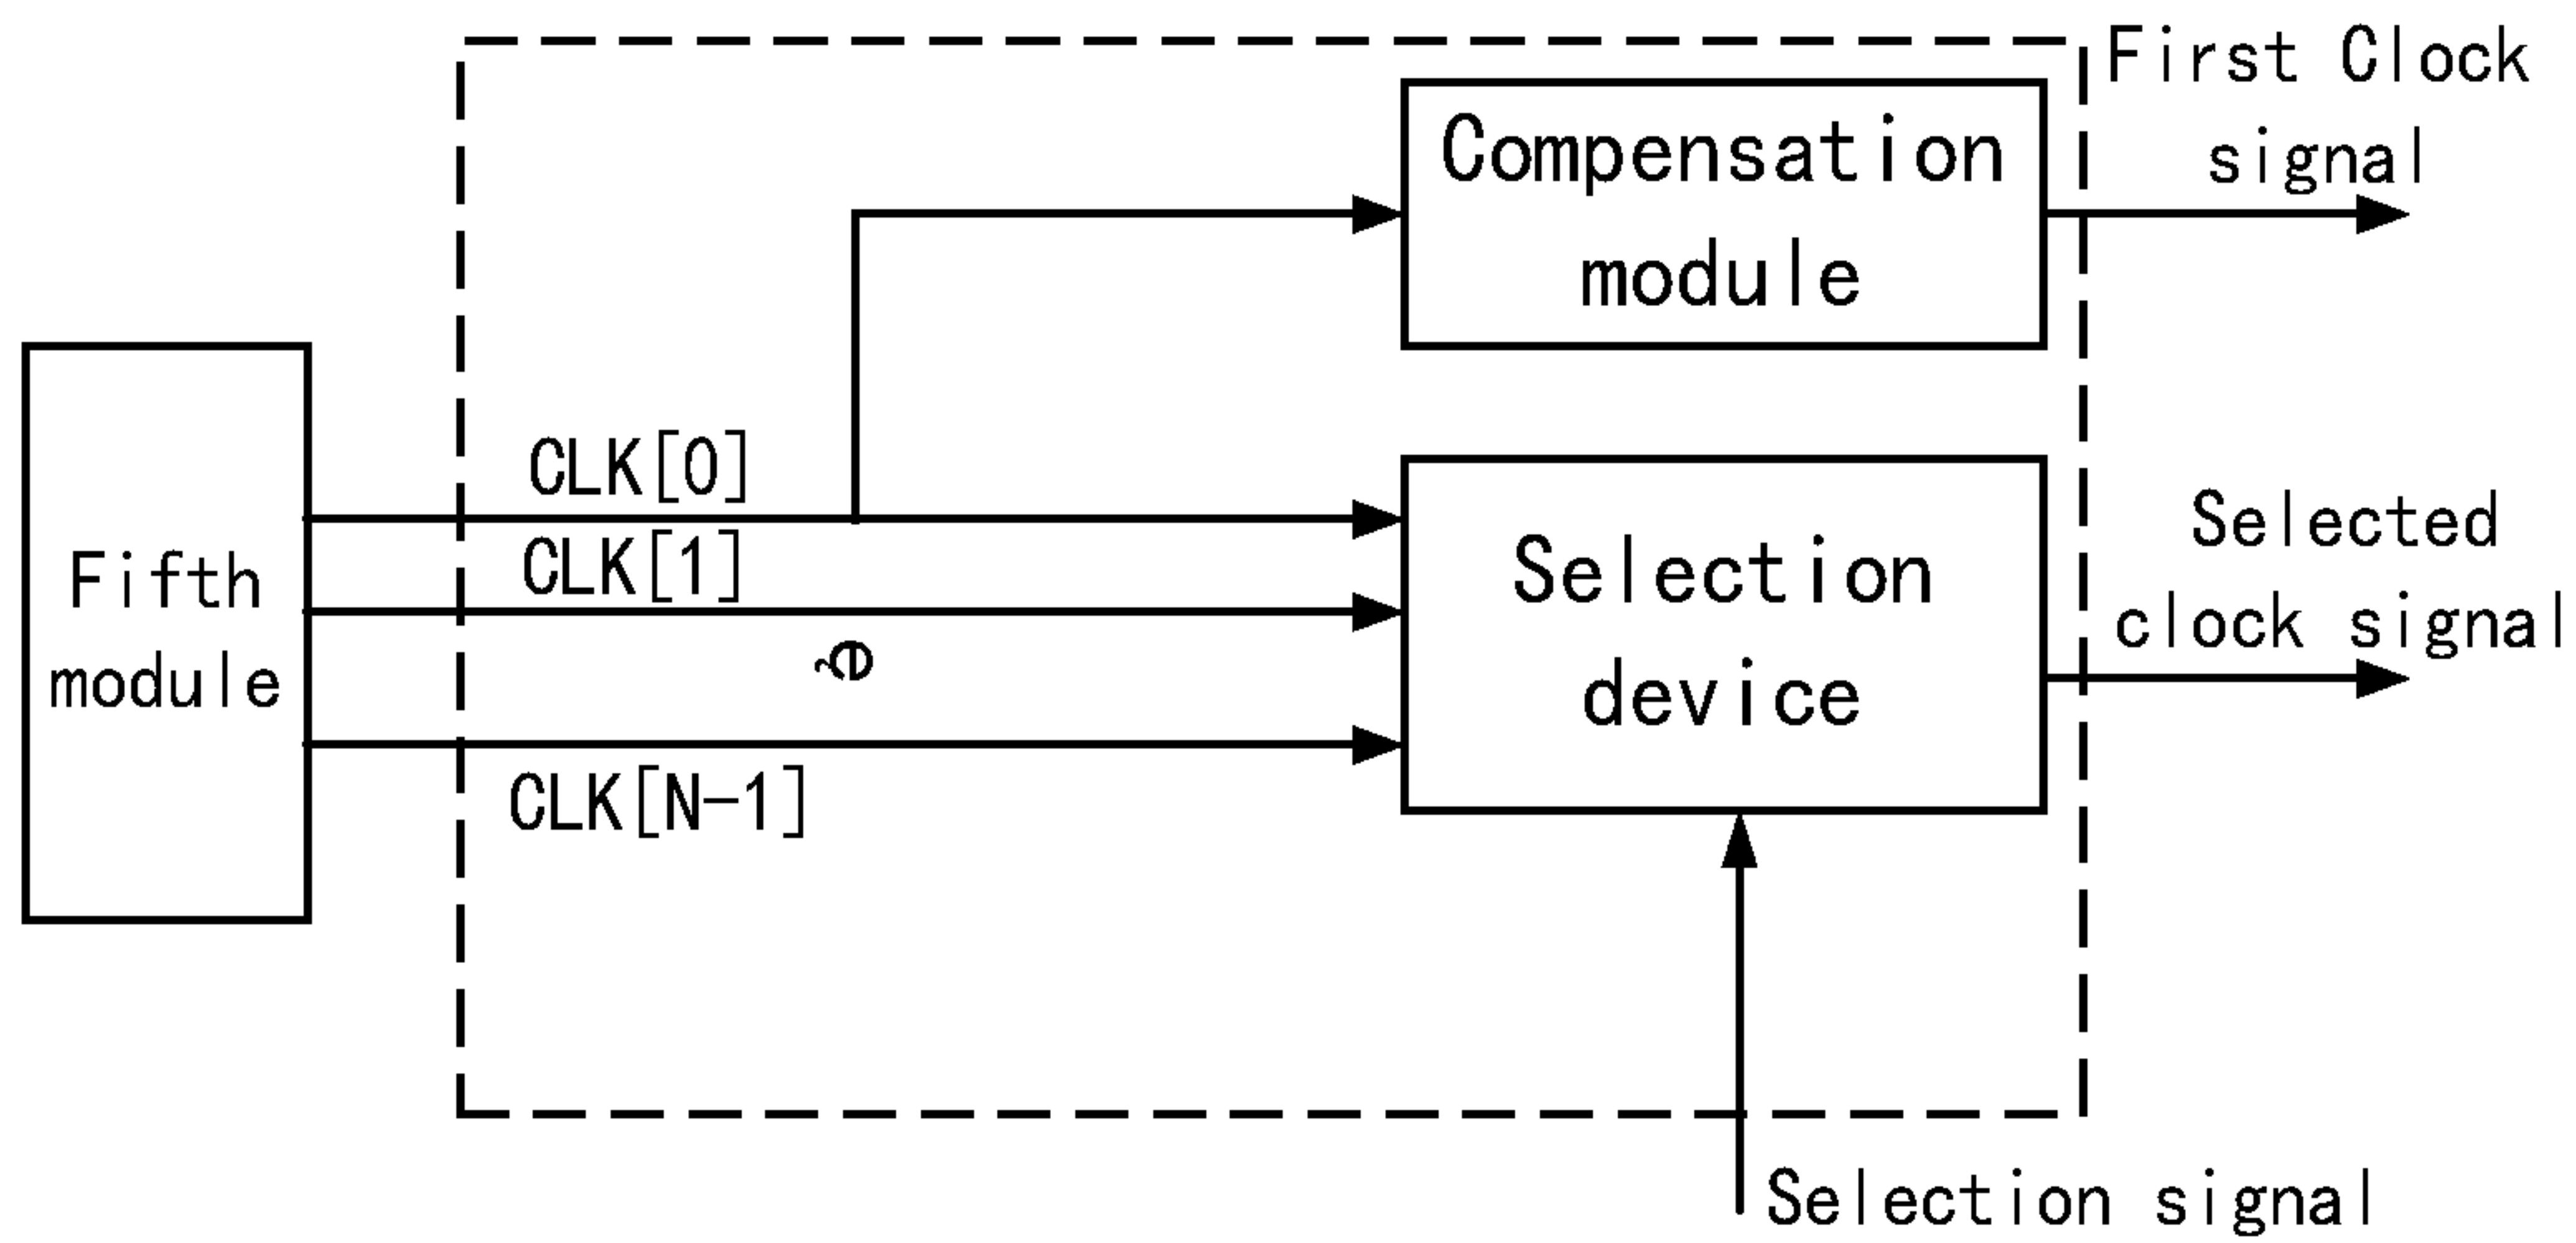 First Clock
signal
Compensation
module
CLK[0]
CLK[1]
CLK[N-1]
Fifth
module
Selection
device
Selected
clock signal
Selection signal